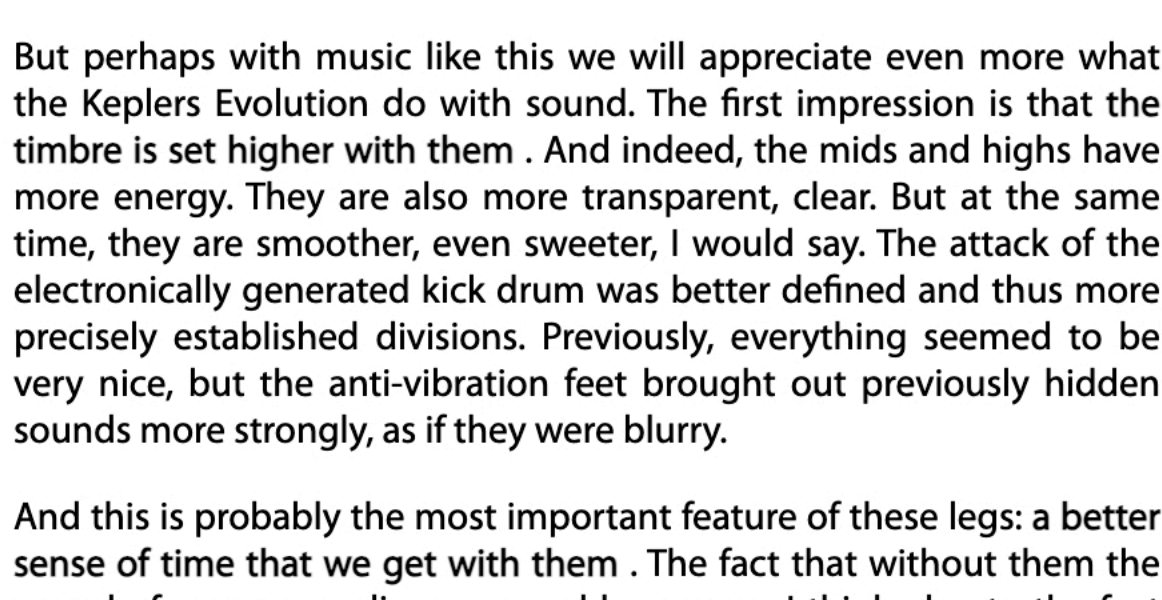 But perhaps with music like this we will appreciate even more what
the Keplers Evolution do with sound. The first impression is that the
timbre is set higher with them . And indeed, the mids and highs have
more energy. They are also more transparent, clear. But at the same
time, they are smoother, even sweeter, I would say. The attack of the
electronically generated kick drum was better defined and thus more
precisely established divisions. Previously, everything seemed to be
very nice, but the anti-vibration feet brought out previously hidden
sounds more strongly, as if they were blurry.
And this is probably the most important feature of these legs: a better
sense of time that we get with them . The fact that without them the